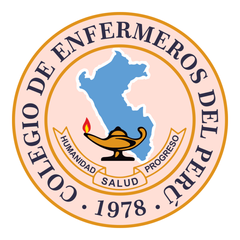 COLEGIO DE ENFERMEROS DEL PERÚ
HUMANIDAD SALUD PROGRESO
· 1978 ·